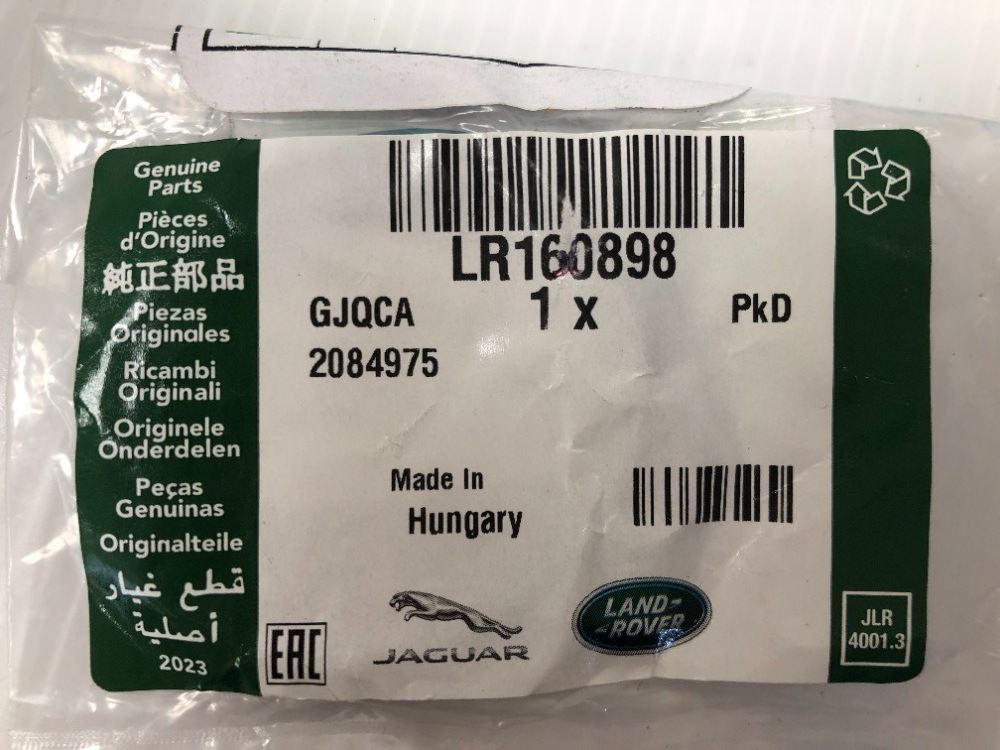 Genuine
Parts
Pièces
d'Origine
純正部品
Piezas
Originales
Ricambi
Originali
Originele
Onderdelen
Peças
Genuinas
Originalteile
قطع غيار
أصلية
2023
EAC
LR160898
GJQCA 1 x PkD
2084975
Made In
Hungary
JAGUAR
LAND-
-ROVER
JLR
4001.3